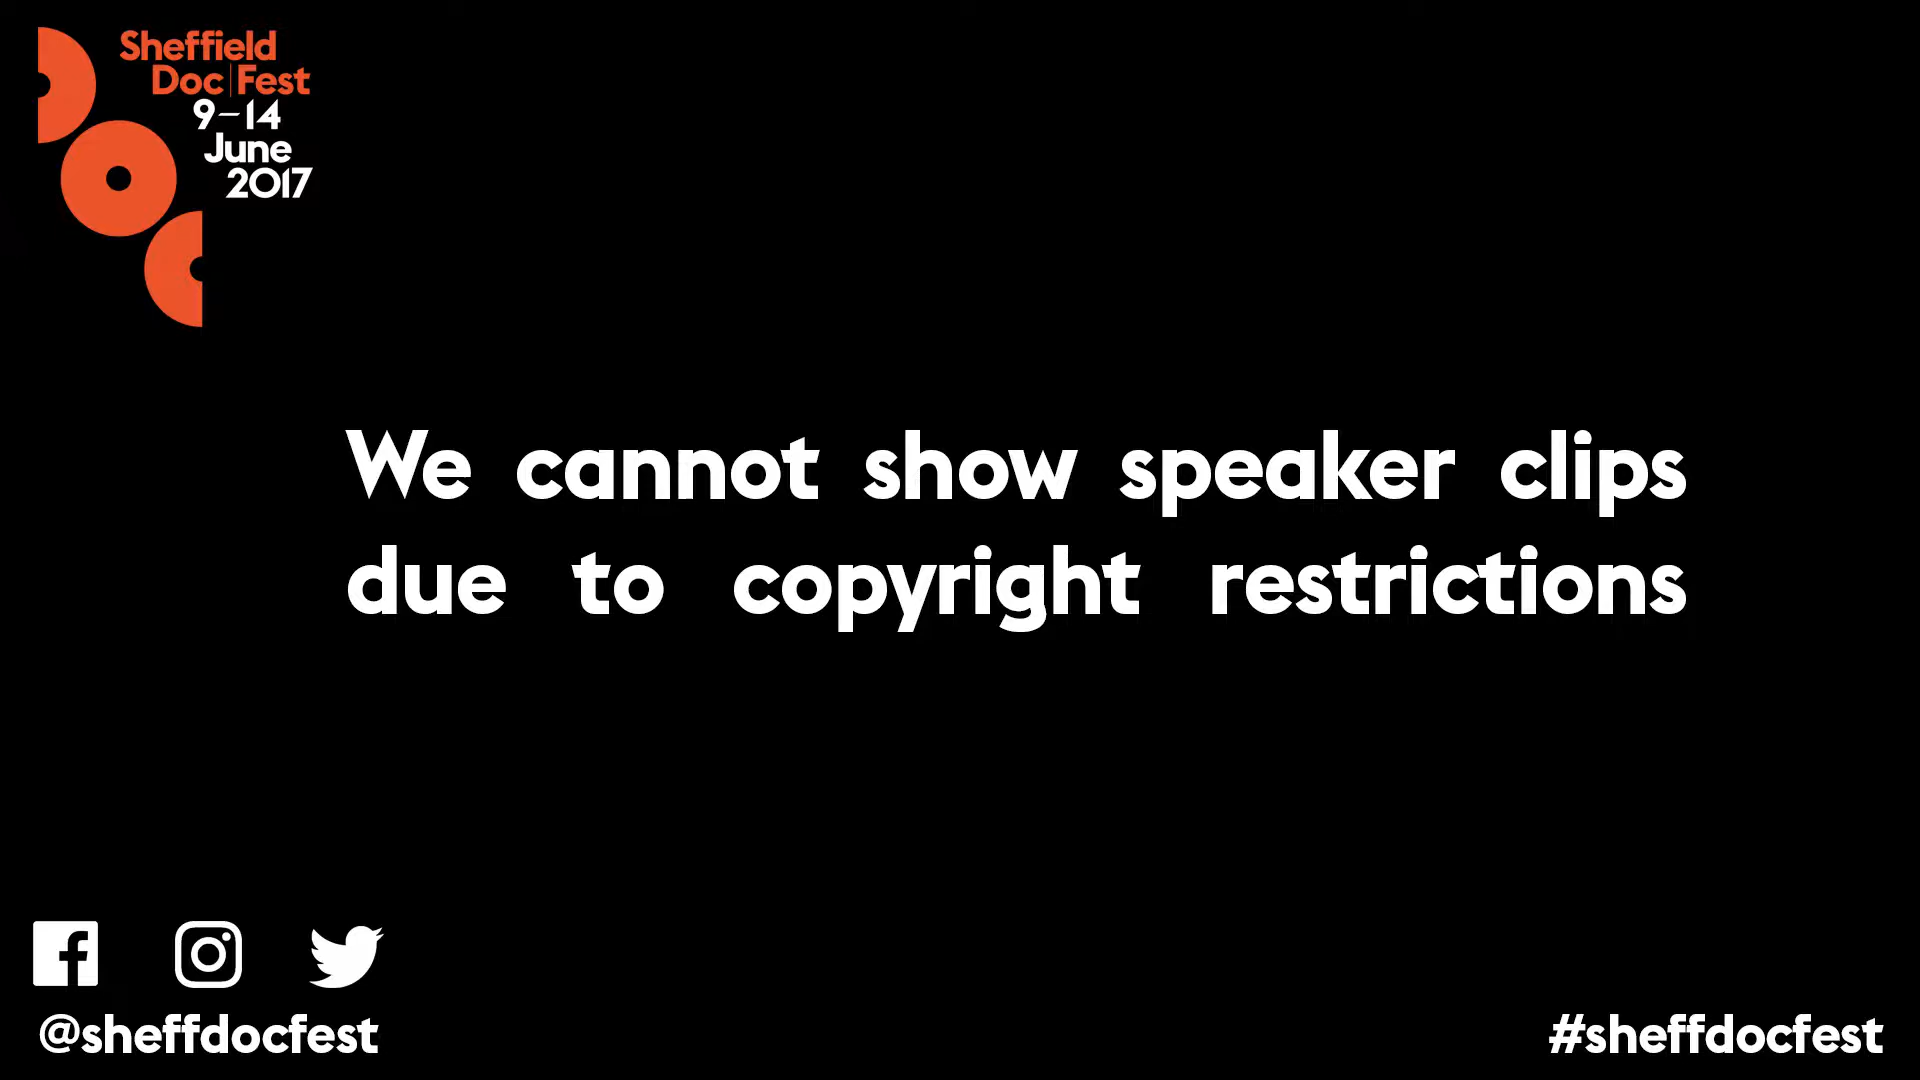 Sheffield
Doc|Fest
9–14
June
2017
We cannot show speaker clips
due to copyright restrictions
@sheffdocfest
#sheffdocfest